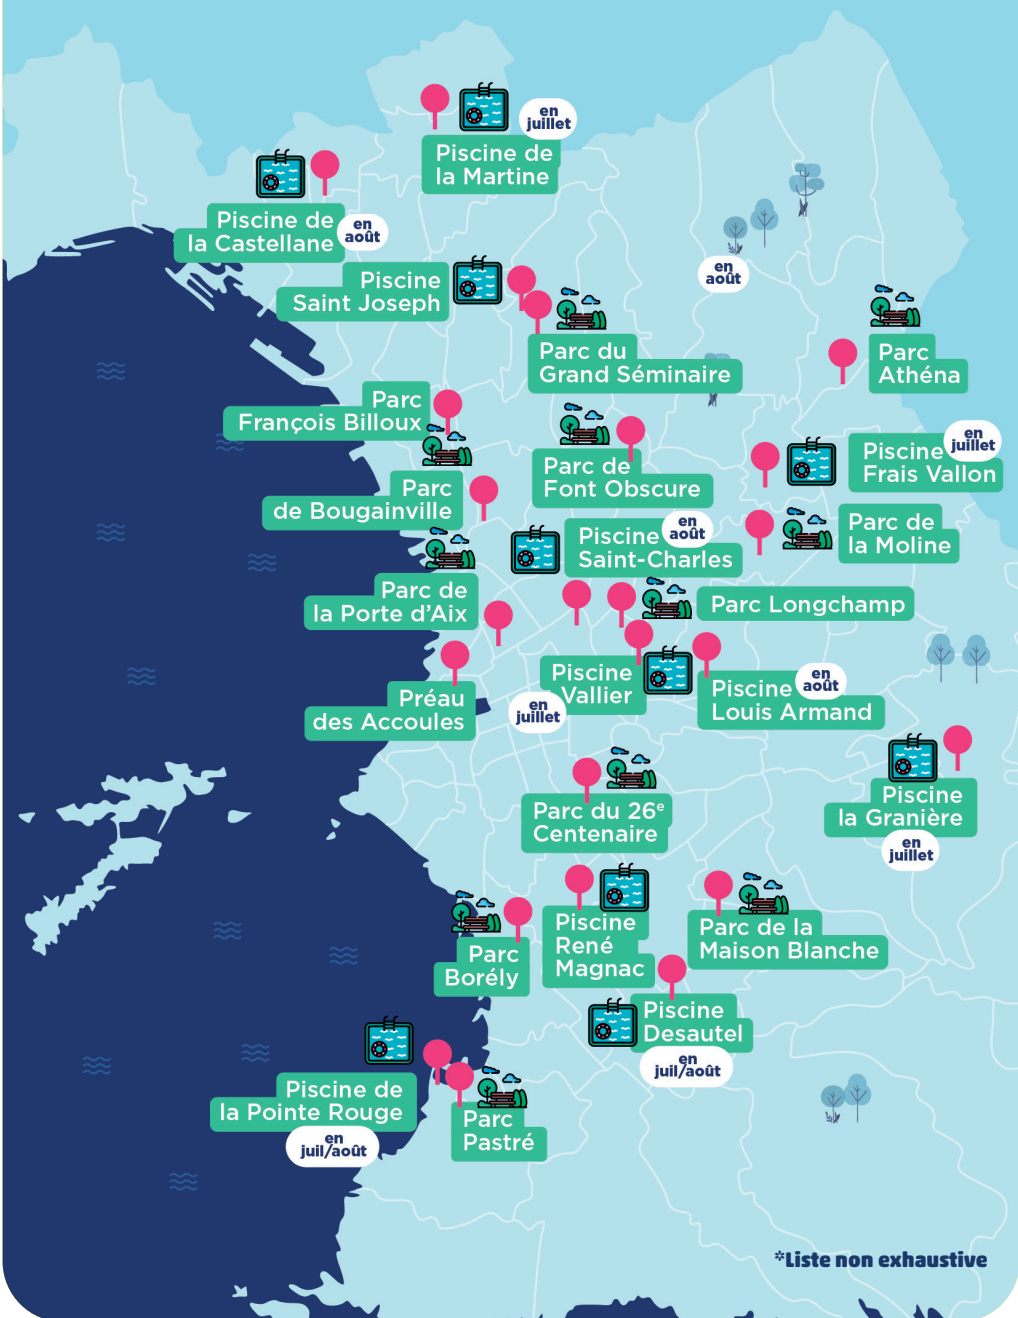 en
juillet
Piscine de
la Martine
Piscine de
la Castellane
en
août
Piscine
Saint Joseph
en
août
Parc du
Grand Séminaire
Parc
Athéna
Parc
François Billoux
Parc de
Font Obscure
en
juillet
Piscine
Frais Vallon
Parc
de Bougainville
en
août
Piscine
Saint-Charles
Parc de
la Moline
Parc de
la Porte d'Aix
Parc Longchamp
Piscine
Vallier
en
juillet
en
août
Piscine
Louis Armand
Préau
des Accoules
Piscine
la Granière
en
juillet
Parc du 26e
Centenaire
Piscine
René
Magnac
Parc de la
Maison Blanche
Parc
Borély
Piscine
Desautel
en
juil/août
Piscine de
la Pointe Rouge
en
juil/août
Parc
Pastré
*Liste non exhaustive